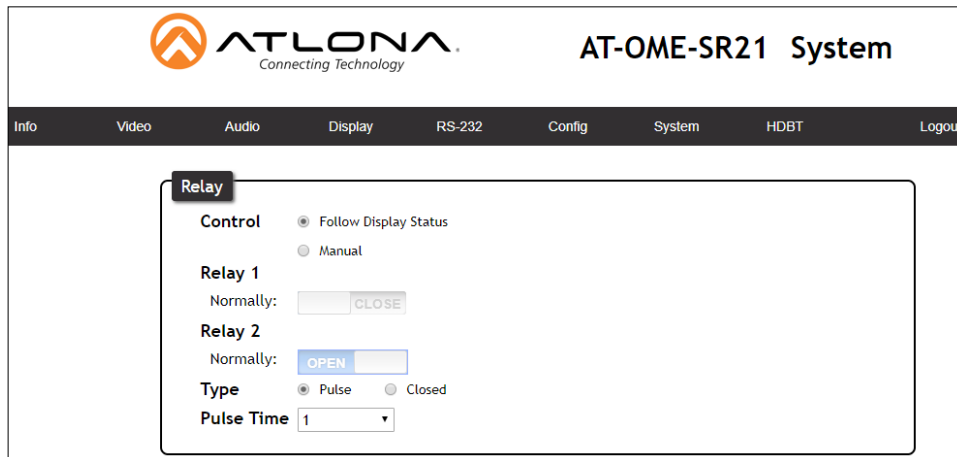 ATLONA.
Connecting Technology
AT-OME-SR21 System
Info Video Audio Display RS-232 Config System HDBT Logou
Relay
Control Follow Display Status
Manual
Relay 1
Normally: CLOSE
Relay 2
Normally: OPEN
Type Pulse Closed
Pulse Time 1